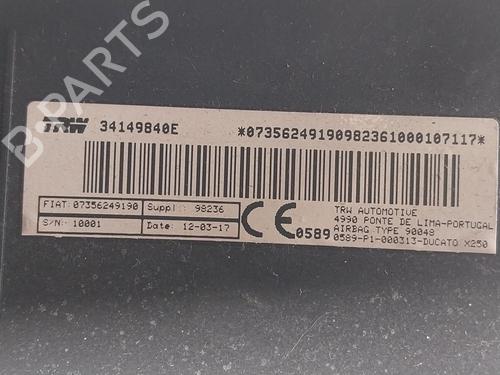 TRW 34149840E *07356249190982361000107117*
FIAT: 07356249190 Suppl: 98236
S/N: 10001 Date: 12-03-17
CE 0589
TRW AUTOMOTIVE
4990 PONTE DE LIMA-PORTUGAL
AIRBAG TYPE 90048
0589-P1-000313-DUCATO X250